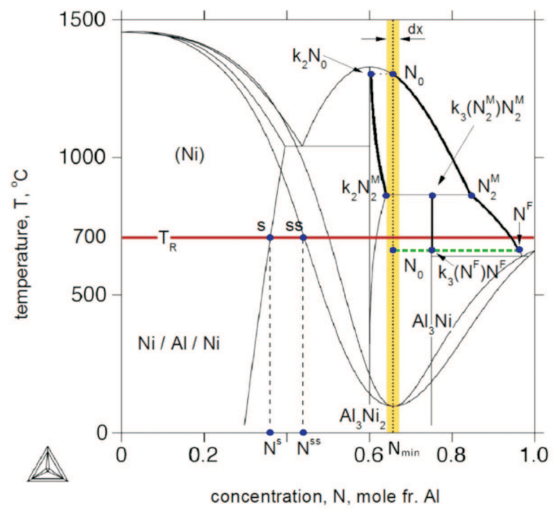 1500
1000
700
500
0
temperature, T, °C
dx
k₂N₀
N₀
k₃(N₂ᴹ)N₂ᴹ
(Ni)
k₂N₂ᴹ
N₂ᴹ
Nᶠ
s
ss
T_R
N₀
k₃(Nᶠ)Nᶠ
Ni / Al / Ni
Al₃Ni
Al₃Ni₂
Nˢ
Nˢˢ
N_min
0
0.2
0.4
0.6
0.8
1.0
concentration, N, mole fr. Al